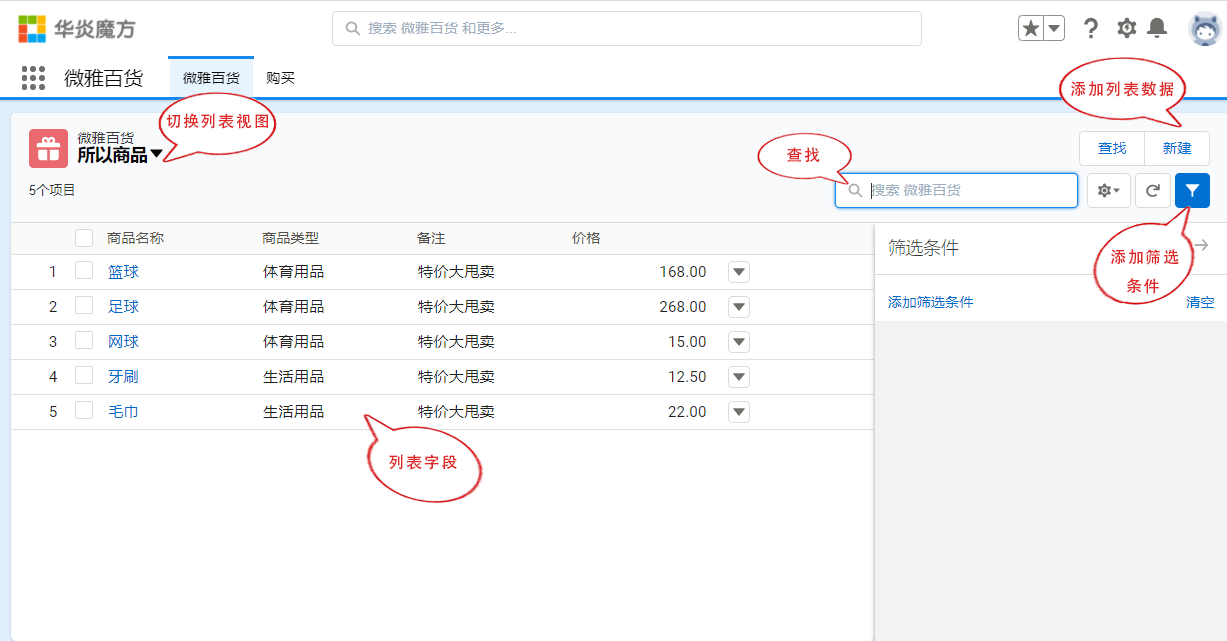 华炎魔方
搜索 微雅百货 和更多...
微雅百货
微雅百货
购买
添加列表数据
切换列表视图
微雅百货
所以商品
查找
查找
新建
5个项目
搜索 微雅百货
商品名称 商品类型 备注 价格
筛选条件
添加筛选
条件
1 篮球 体育用品 特价大甩卖 168.00
2 足球 体育用品 特价大甩卖 268.00
添加筛选条件 清空
3 网球 体育用品 特价大甩卖 15.00
4 牙刷 生活用品 特价大甩卖 12.50
5 毛巾 生活用品 特价大甩卖 22.00
列表字段